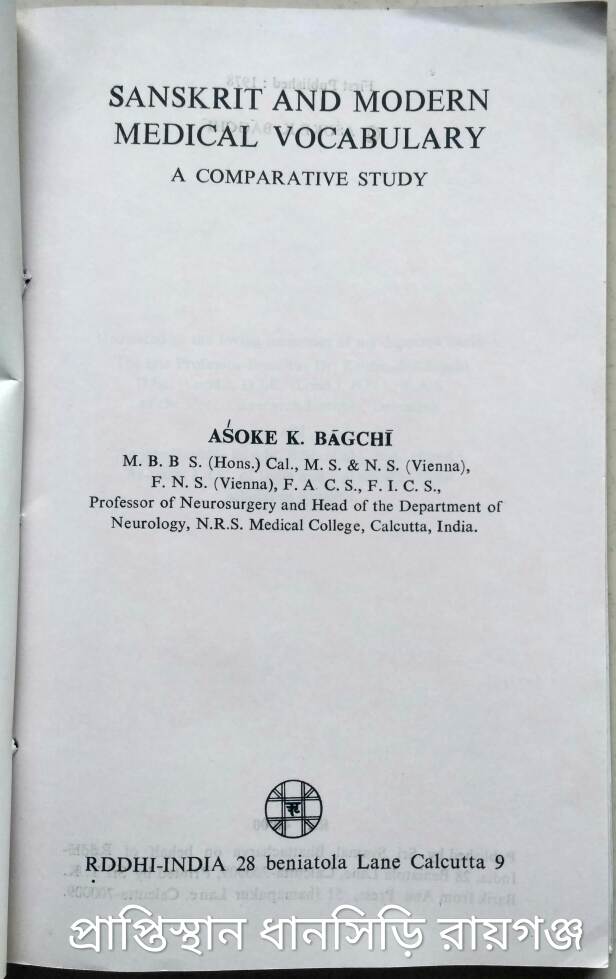 SANSKRIT AND MODERN
MEDICAL VOCABULARY
A COMPARATIVE STUDY
AŚOKE K. BĀGCHĪ
M. B. B S. (Hons.) Cal., M. S. & N. S. (Vienna),
F. N. S. (Vienna), F. A. C. S., F. I. C. S.,
Professor of Neurosurgery and Head of the Department of
Neurology, N.R.S. Medical College, Calcutta, India.
RDDHI-INDIA 28 beniatola Lane Calcutta 9
প্রাপ্তিস্থান ধানসিড়ি রায়গঞ্জ